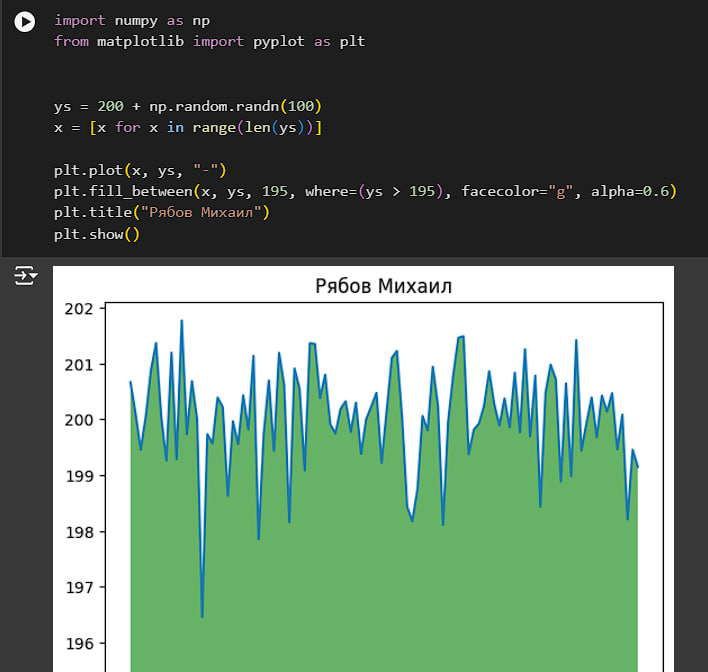 import numpy as np
from matplotlib import pyplot as plt
ys = 200 + np.random.randn(100)
x = [x for x in range(len(ys))]
plt.plot(x, ys, "-")
plt.fill_between(x, ys, 195, where=(ys > 195), facecolor="g", alpha=0.6)
plt.title("Рябов Михаил")
plt.show()
Рябов Михаил
202
201
200
199
198
197
196